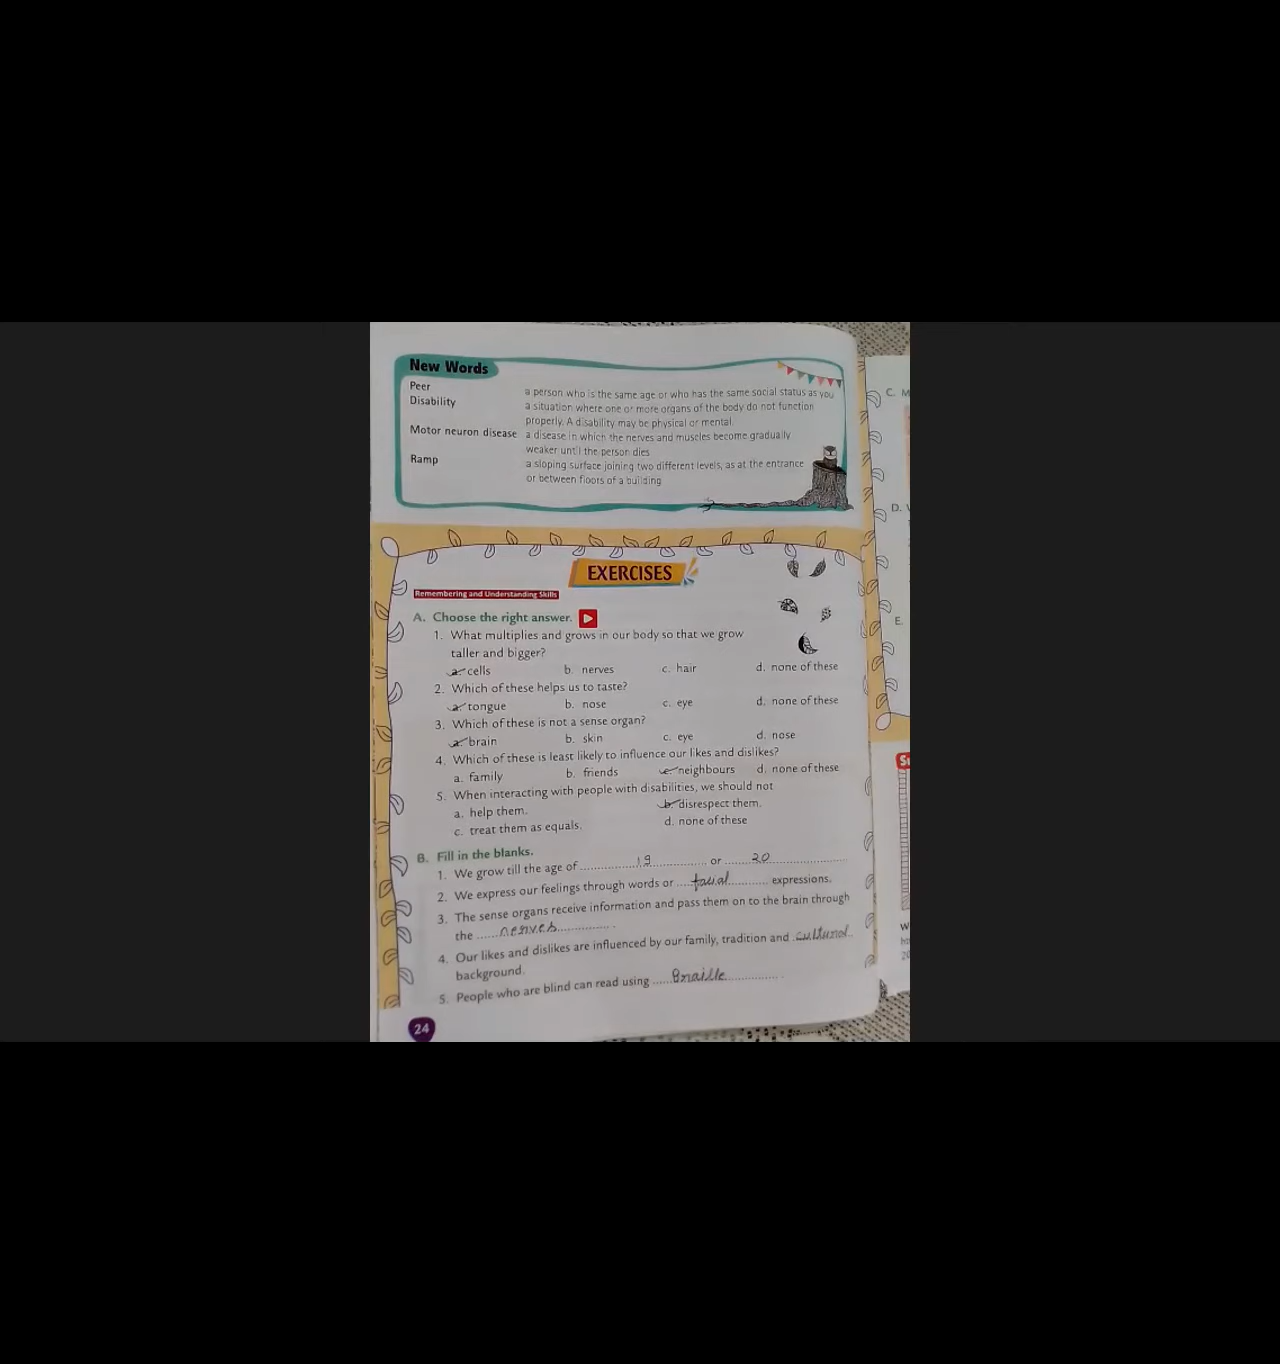 New Words
Peer a person who is the same age or who has the same social status as you
Disability a situation where one or more organs of the body do not function
properly. A disability may be physical or mental.
Motor neuron disease a disease in which the nerves and muscles become gradually
weaker until the person dies
Ramp a sloping surface joining two different levels, as at the entrance
or between floors of a building
EXERCISES
Remembering and Understanding Skills
A. Choose the right answer.
1. What multiplies and grows in our body so that we grow
taller and bigger?
a. cells b. nerves c. hair d. none of these
2. Which of these helps us to taste?
a. tongue b. nose c. eye d. none of these
3. Which of these is not a sense organ?
a. brain b. skin c. eye d. nose
4. Which of these is least likely to influence our likes and dislikes?
a. family b. friends c. neighbours d. none of these
5. When interacting with people with disabilities, we should not
a. help them. b. disrespect them.
c. treat them as equals. d. none of these
B. Fill in the blanks.
1. We grow till the age of 19 or 20
2. We express our feelings through words or facial expressions.
3. The sense organs receive information and pass them on to the brain through
the nerves .
4. Our likes and dislikes are influenced by our family, tradition and cultural
background.
5. People who are blind can read using Braille .
24
C. M
D.
E.